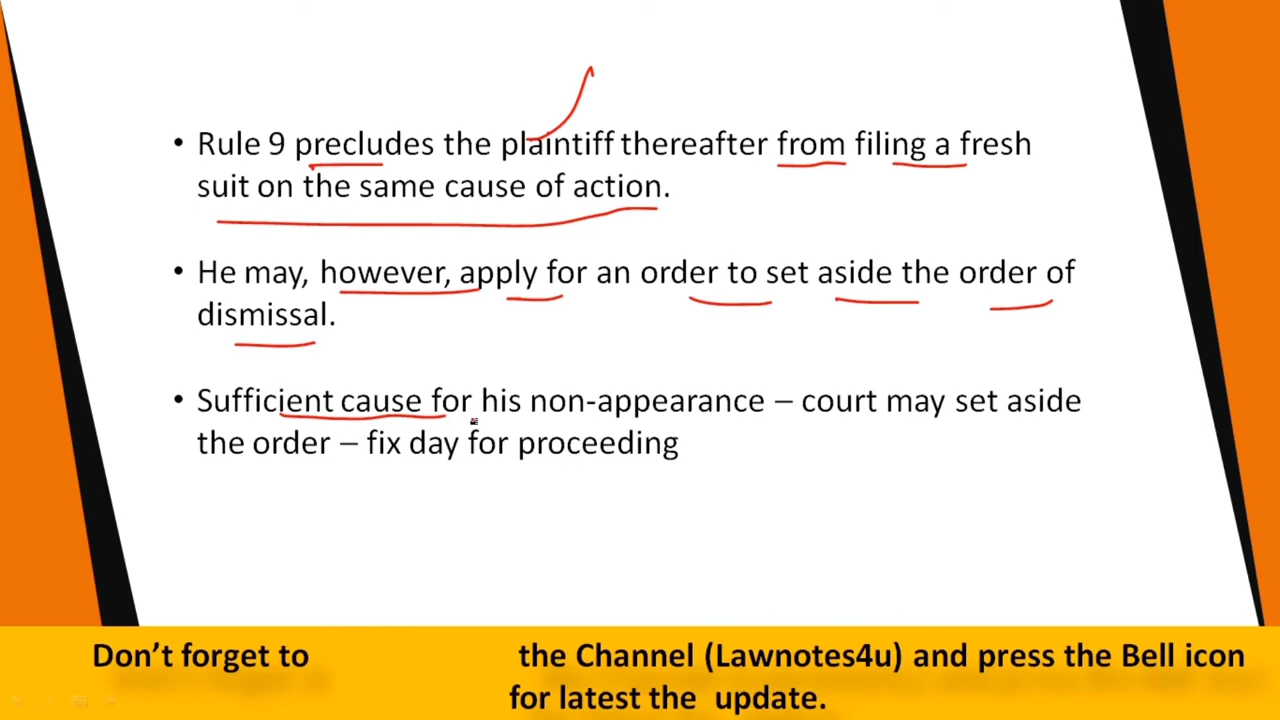 • Rule 9 precludes the plaintiff thereafter from filing a fresh
suit on the same cause of action.
• He may, however, apply for an order to set aside the order of
dismissal.
• Sufficient cause for his non-appearance – court may set aside
the order – fix day for proceeding
Don’t forget to the Channel (Lawnotes4u) and press the Bell icon
for latest the update.